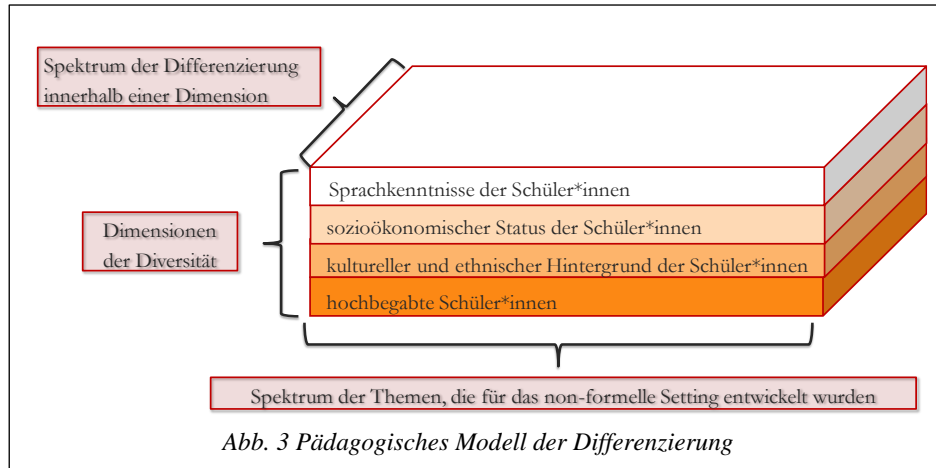 Spektrum der Differenzierung
innerhalb einer Dimension
Sprachkenntnisse der Schüler*innen
sozioökonomischer Status der Schüler*innen
Dimensionen
der Diversität
kultureller und ethnischer Hintergrund der Schüler*innen
hochbegabte Schüler*innen
Spektrum der Themen, die für das non-formelle Setting entwickelt wurden
Abb. 3 Pädagogisches Modell der Differenzierung